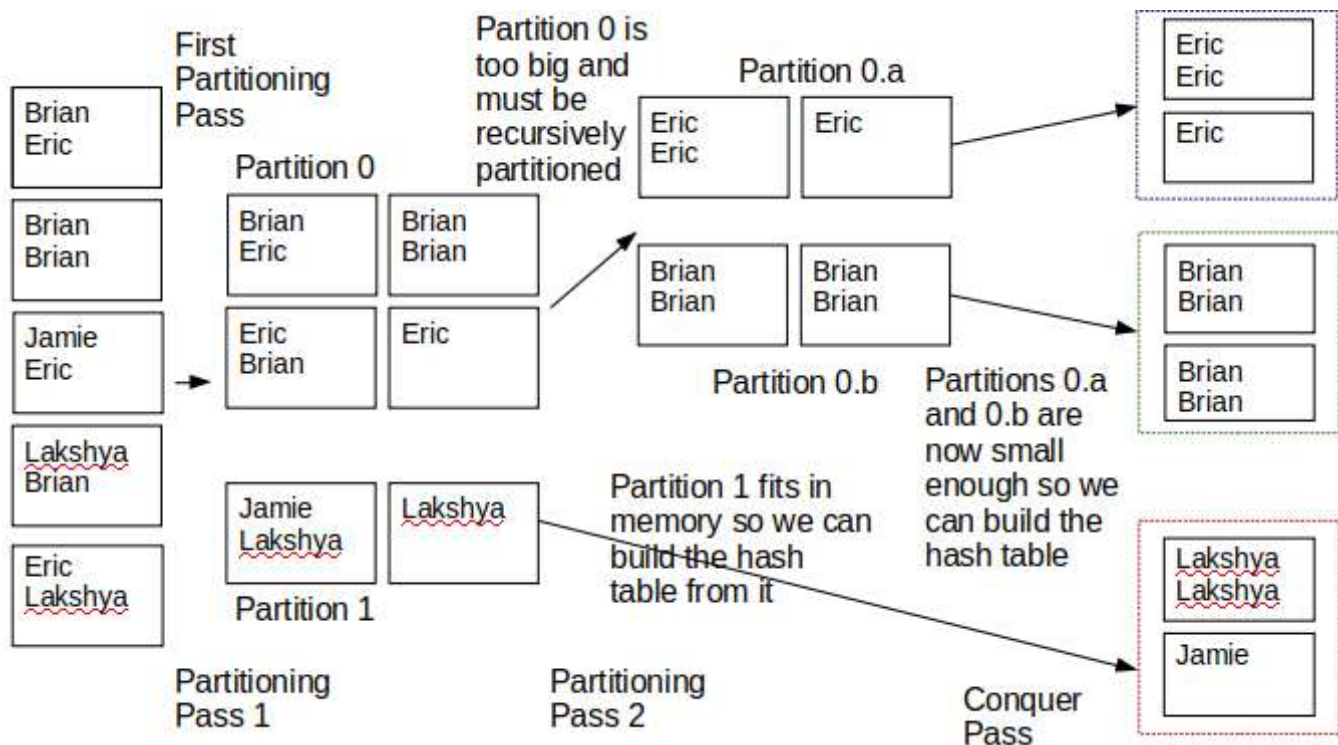 Brian
Eric
Brian
Brian
Jamie
Eric
Lakshya
Brian
Eric
Lakshya
First
Partitioning
Pass
Partition 0
Brian
Eric
Brian
Brian
Eric
Brian
Eric
Jamie
Lakshya
Lakshya
Partition 1
Partitioning
Pass 1
Partition 0 is
too big and
must be
recursively
partitioned
Partition 0.a
Eric
Eric
Eric
Brian
Brian
Brian
Brian
Partition 0.b
Partition 1 fits in
memory so we can
build the hash
table from it
Partitioning
Pass 2
Partitions 0.a
and 0.b are
now small
enough so we
can build the
hash table
Eric
Eric
Eric
Brian
Brian
Brian
Brian
Lakshya
Lakshya
Jamie
Conquer
Pass